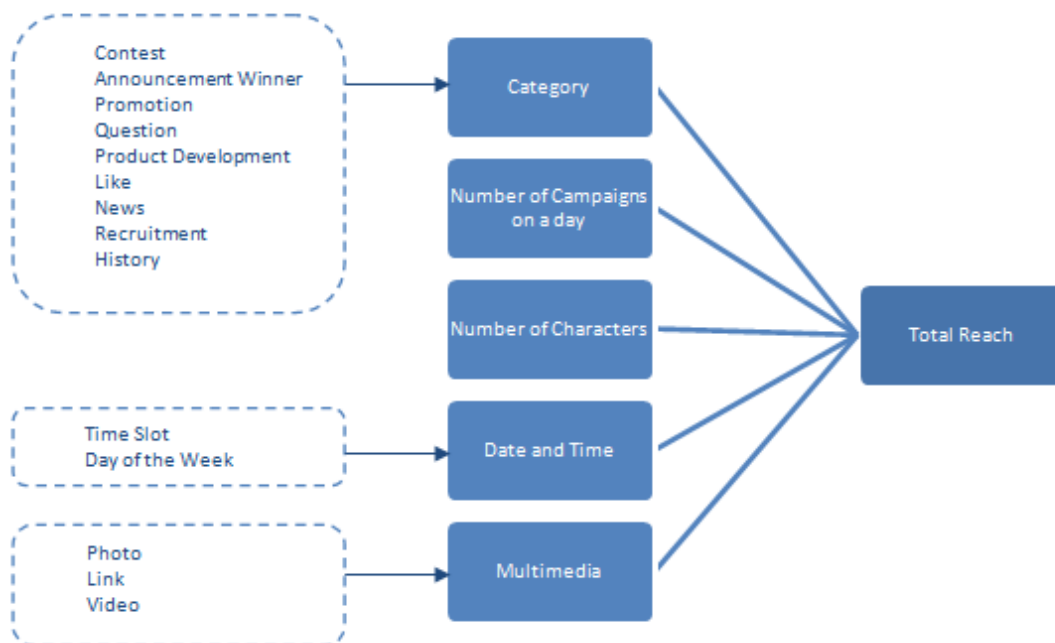 Contest
Announcement Winner
Promotion
Question
Product Development
Like
News
Recruitment
History
Category
Number of Campaigns
on a day
Number of Characters
Total Reach
Time Slot
Day of the Week
Date and Time
Photo
Link
Video
Multimedia